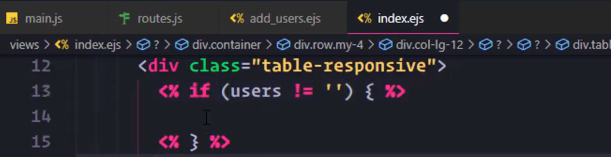 main.js routes.js add_users.ejs index.ejs
views > index.ejs > ? > div.container > div.row.my-4 > div.col-lg-12 > ? > ? > div.tabl
12 <div class="table-responsive">
13 <% if (users != '') { %>
14
15 <% } %>